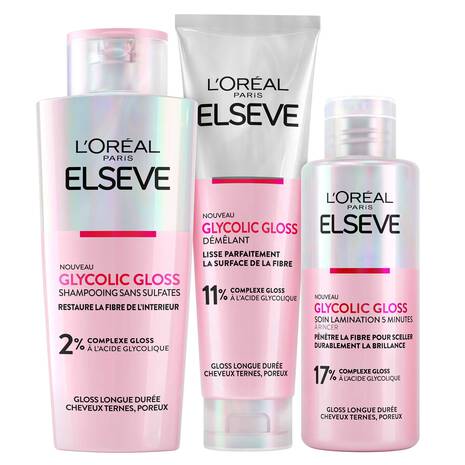 L'ORÉAL
PARIS
ELSEVE
NOUVEAU
GLYCOLIC GLOSS
SHAMPOOING SANS SULFATES
RESTAURE LA FIBRE DE L'INTERIEUR
2% COMPLEXE GLOSS
À L'ACIDE GLYCOLIQUE
GLOSS LONGUE DURÉE
CHEVEUX TERNES, POREUX
L'ORÉAL
PARIS
ELSEVE
NOUVEAU
GLYCOLIC GLOSS
DÉMÊLANT
LISSE PARFAITEMENT
LA SURFACE DE LA FIBRE
11% COMPLEXE GLOSS
À L'ACIDE GLYCOLIQUE
GLOSS LONGUE DURÉE
CHEVEUX TERNES, POREUX
L'ORÉAL
PARIS
ELSEVE
NOUVEAU
GLYCOLIC GLOSS
SOIN LAMINATION 5 MINUTES
À RINCER
PÉNÈTRE LA FIBRE POUR SCELLER
DURABLEMENT LA BRILLANCE
17% COMPLEXE GLOSS
À L'ACIDE GLYCOLIQUE
GLOSS LONGUE DURÉE
CHEVEUX TERNES, POREUX